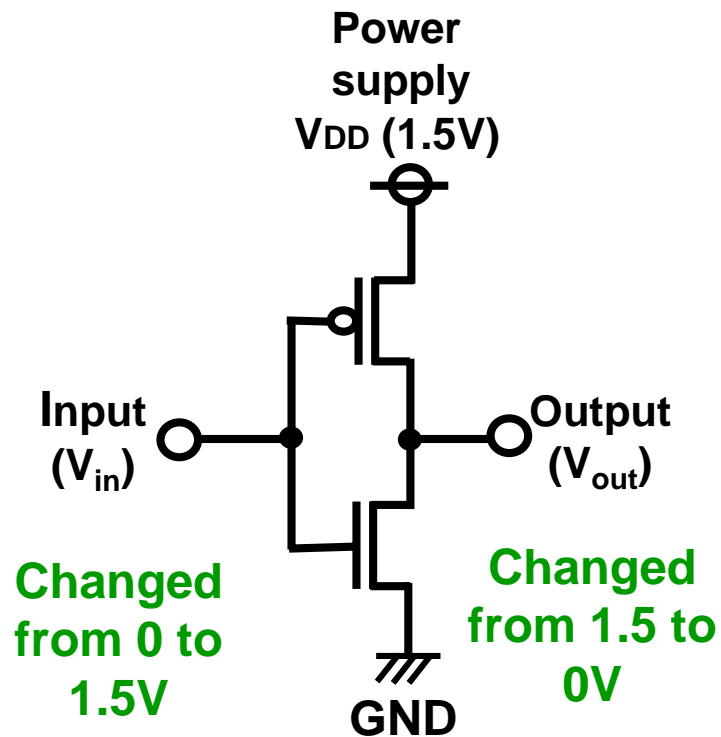 Power
supply
VDD (1.5V)
Input
(Vin)
Output
(Vout)
Changed
from 0 to
1.5V
Changed
from 1.5 to
0V
GND